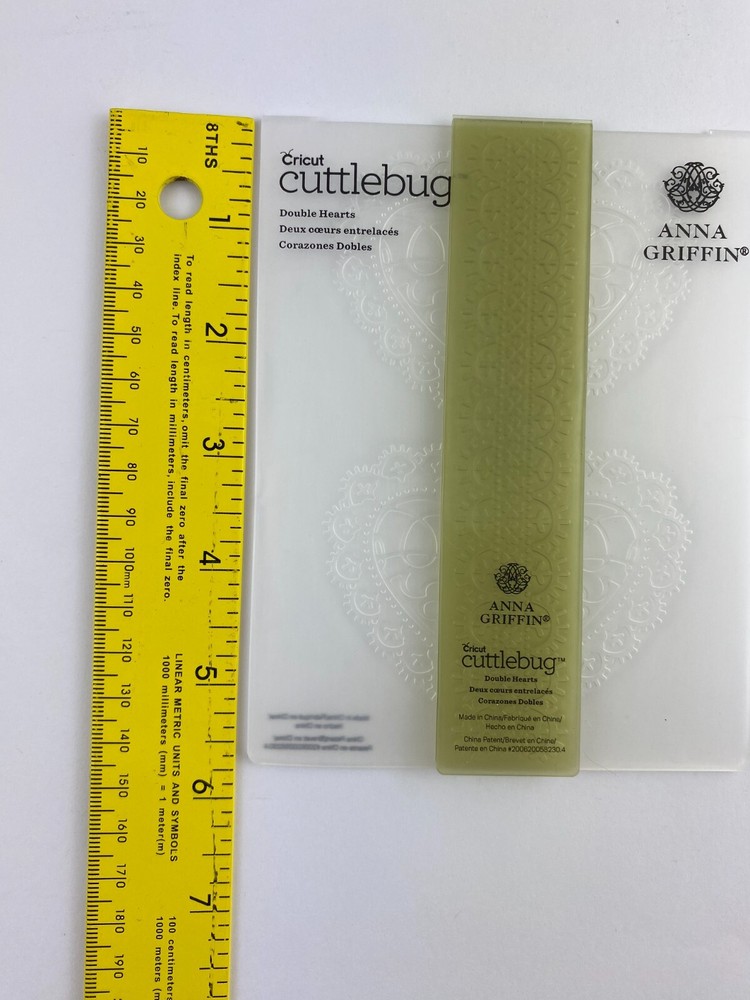 8THS
1
2
3
4
5
6
7
To read length in centimeters, omit the final zero after the
index line. To read length in millimeters, include the final zero.
LINEAR METRIC UNITS AND SYMBOLS
1000 millimeters (mm) = 1 meter(m)
100 centimeters
1000 meters
10
20
30
40
50
60
70
80
90
100mm
110
120
130
140
150
160
170
180
190
Cricut
cuttlebug
Double Hearts
Deux cœurs entrelacés
Corazones Dobles
ANNA
GRIFFIN®
ANNA
GRIFFIN®
Cricut
cuttlebug™
Double Hearts
Deux cœurs entrelacés
Corazones Dobles
Made in China/Fabriqué en Chine/
Hecho en China
China Patent/Brevet en Chine/
Patente en China #200620058230.4